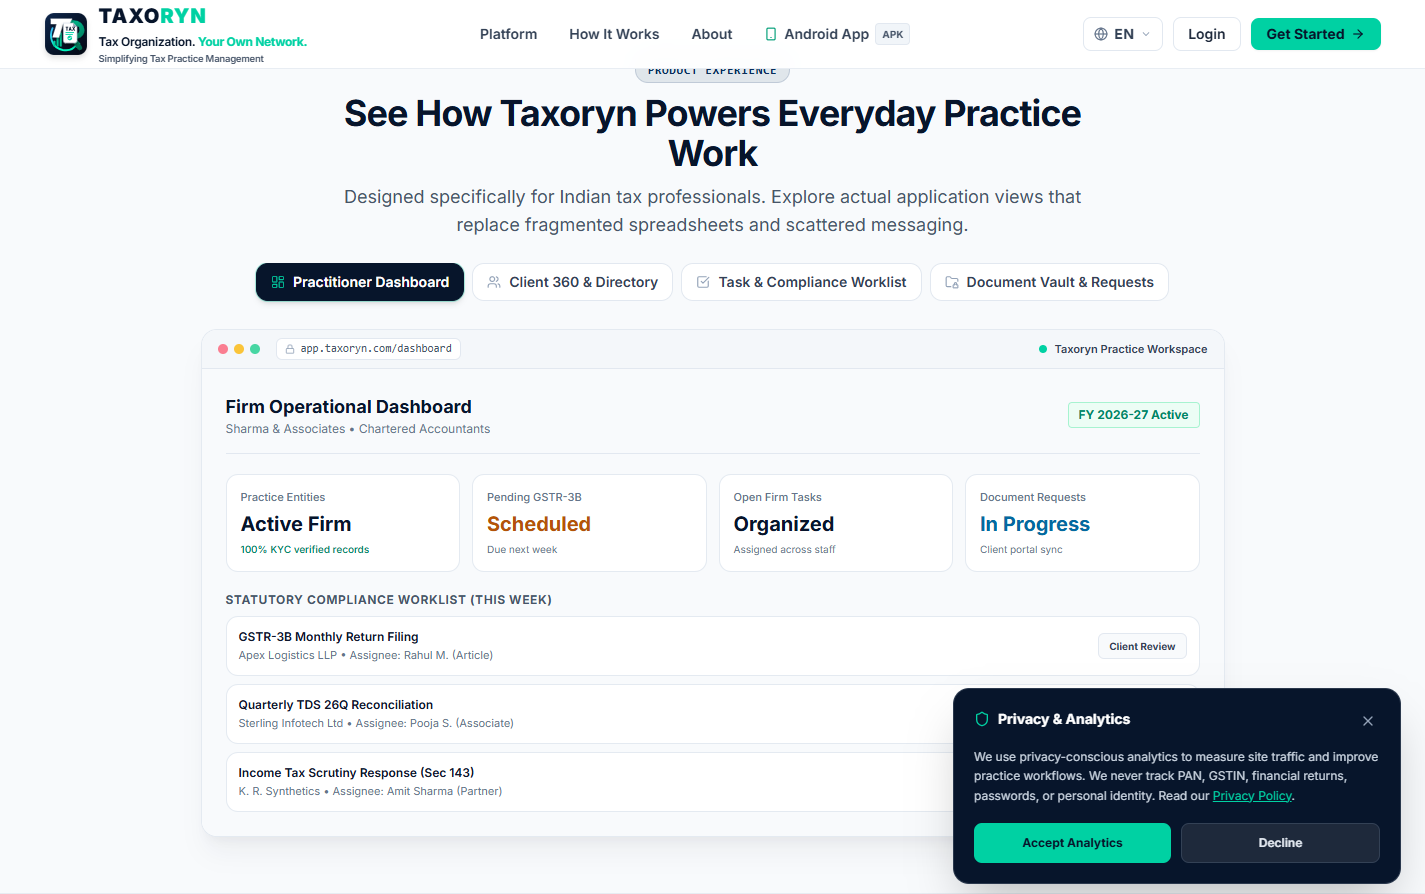 TAXORYN
Tax Organization. Your Own Network.
Simplifying Tax Practice Management
Platform
How It Works
About
Android App APK
EN
Login
Get Started →
PRODUCT EXPERIENCE
See How Taxoryn Powers Everyday Practice
Work
Designed specifically for Indian tax professionals. Explore actual application views that
replace fragmented spreadsheets and scattered messaging.
Practitioner Dashboard
Client 360 & Directory
Task & Compliance Worklist
Document Vault & Requests
app.taxoryn.com/dashboard
Taxoryn Practice Workspace
Firm Operational Dashboard
Sharma & Associates • Chartered Accountants
FY 2026-27 Active
Practice Entities
Active Firm
100% KYC verified records
Pending GSTR-3B
Scheduled
Due next week
Open Firm Tasks
Organized
Assigned across staff
Document Requests
In Progress
Client portal sync
STATUTORY COMPLIANCE WORKLIST (THIS WEEK)
GSTR-3B Monthly Return Filing
Apex Logistics LLP • Assignee: Rahul M. (Article)
Client Review
Quarterly TDS 26Q Reconciliation
Sterling Infotech Ltd • Assignee: Pooja S. (Associate)
Income Tax Scrutiny Response (Sec 143)
K. R. Synthetics • Assignee: Amit Sharma (Partner)
Privacy & Analytics
We use privacy-conscious analytics to measure site traffic and improve
practice workflows. We never track PAN, GSTIN, financial returns,
passwords, or personal identity. Read our Privacy Policy.
Accept Analytics
Decline